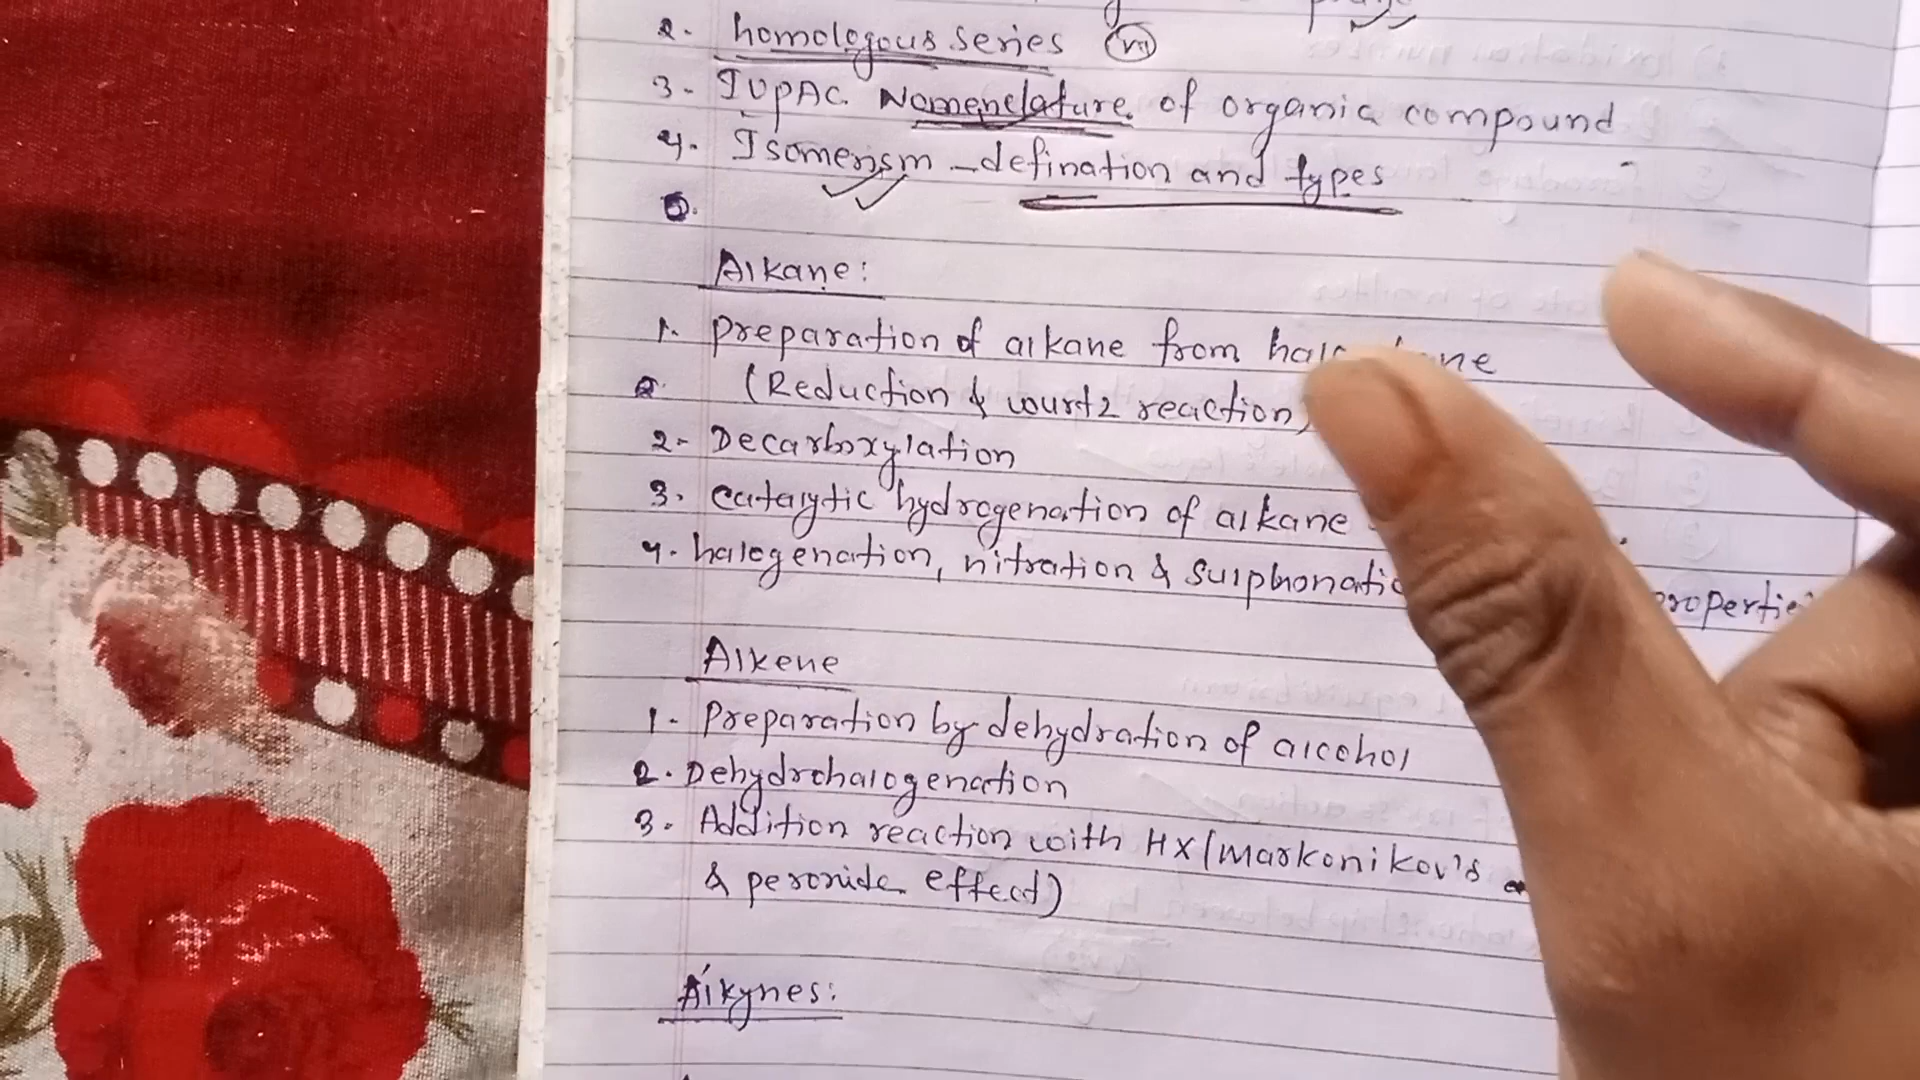 2. homologous series (vvi)
3. IUPAC Nomenclature of organic compound
4. Isomerism - defination and types
Alkane:
1. preparation of alkane from
(Reduction & wurtz reaction)
2. Decarboxylation
3. catalytic hydrogenation of alkane
4. halogenation, nitration &
Alkene
1. Preparation by dehydration of alcohol
2. Dehydrohalogenation
3. Addition reaction with HX (Markonikov's
& peroxide effect)
Alkynes: